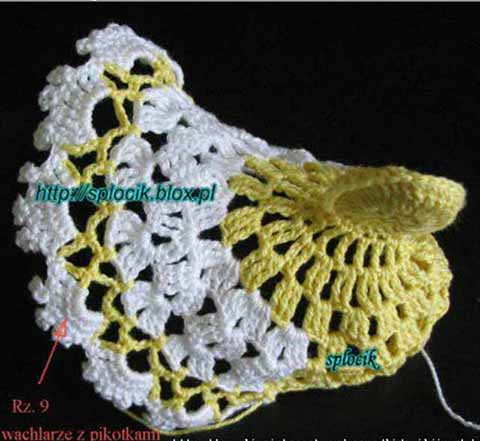 http://splocik.blox.pl
splocik
Rz. 9
wachlarze z pikotkami